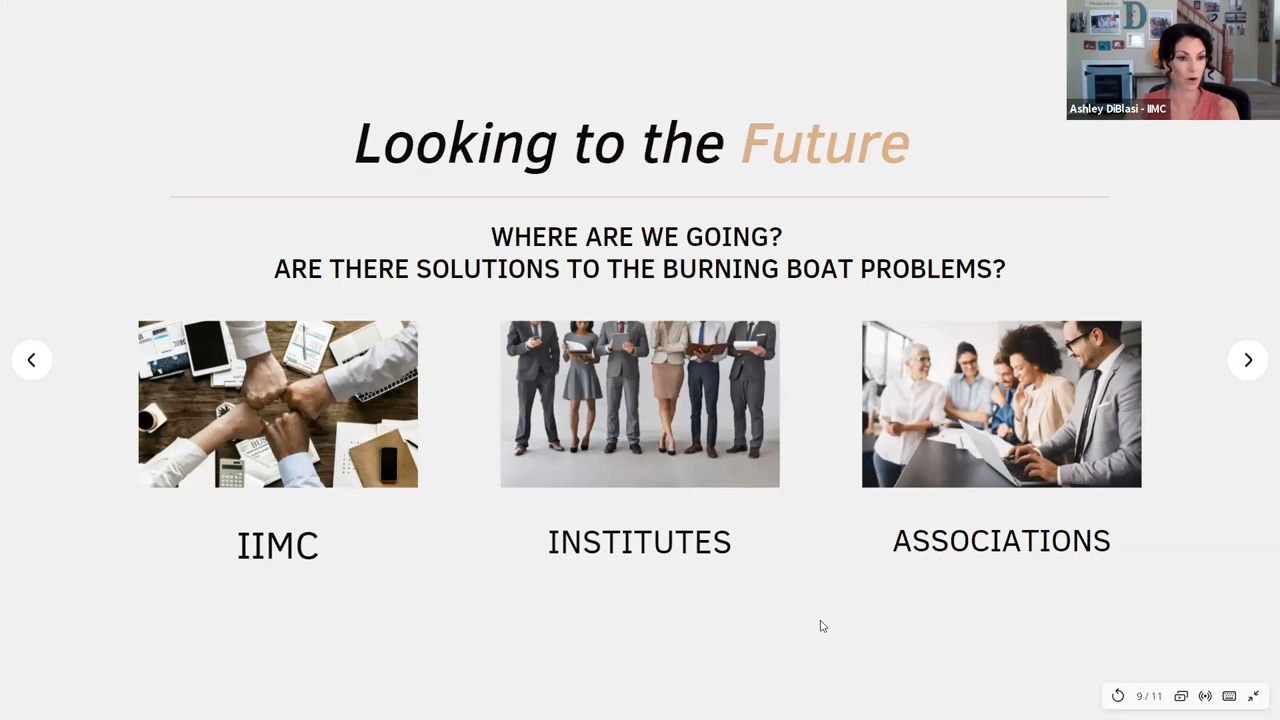 Ashley DiBlasi - IIMC
Looking to the Future
WHERE ARE WE GOING?
ARE THERE SOLUTIONS TO THE BURNING BOAT PROBLEMS?
IIMC
INSTITUTES
ASSOCIATIONS
9 / 11